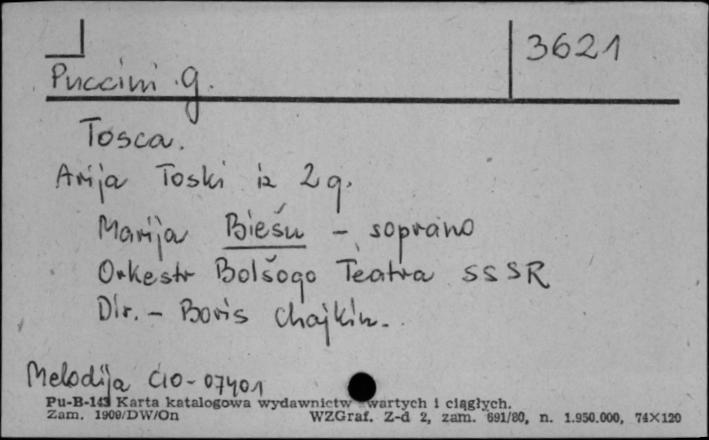 3621
Puccini G.
Tosca.
Arija Toski iz 2 g.
Marija Biešu - soprano
Orkestr Bolšogo Teatra SSSR
Dir. - Boris Chajkin.
Melodija C10-07401
Pu-B-143 Karta katalogowa wydawnictw zwartych i ciągłych.
Zam. 1909/DW/On WZGraf. Z-d 2, zam. 691/80, n. 1.950.000, 74×120